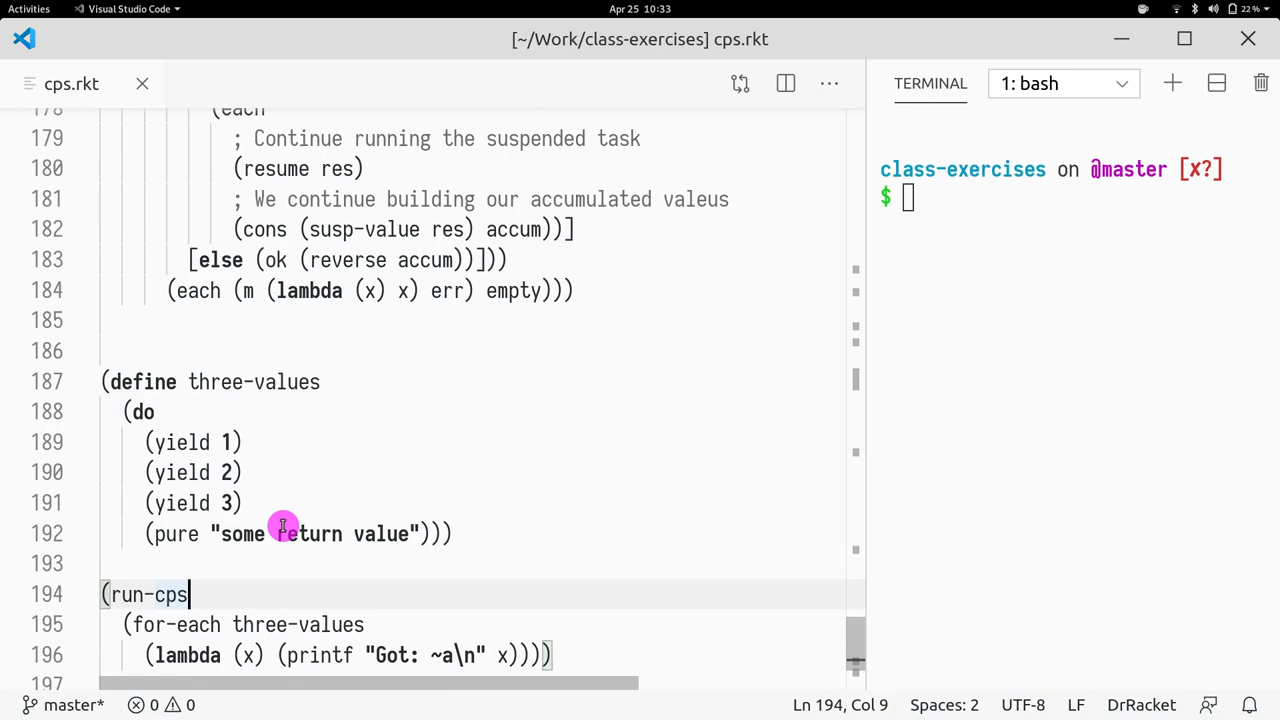 Activities Visual Studio Code Apr 25 10:33 22%
[~/Work/class-exercises] cps.rkt
cps.rkt
TERMINAL 1: bash
178 (each
179 ; Continue running the suspended task
180 (resume res)
181 ; We continue building our accumulated valeus
182 (cons (susp-value res) accum))]
183 [else (ok (reverse accum))]))
184 (each (m (lambda (x) x) err) empty)))
185
186
187 (define three-values
188 (do
189 (yield 1)
190 (yield 2)
191 (yield 3)
192 (pure "some return value")))
193
194 (run-cps
195 (for-each three-values
196 (lambda (x) (printf "Got: ~a\n" x))))
197
class-exercises on @master [x?]
$
master* 0 0 Ln 194, Col 9 Spaces: 2 UTF-8 LF DrRacket